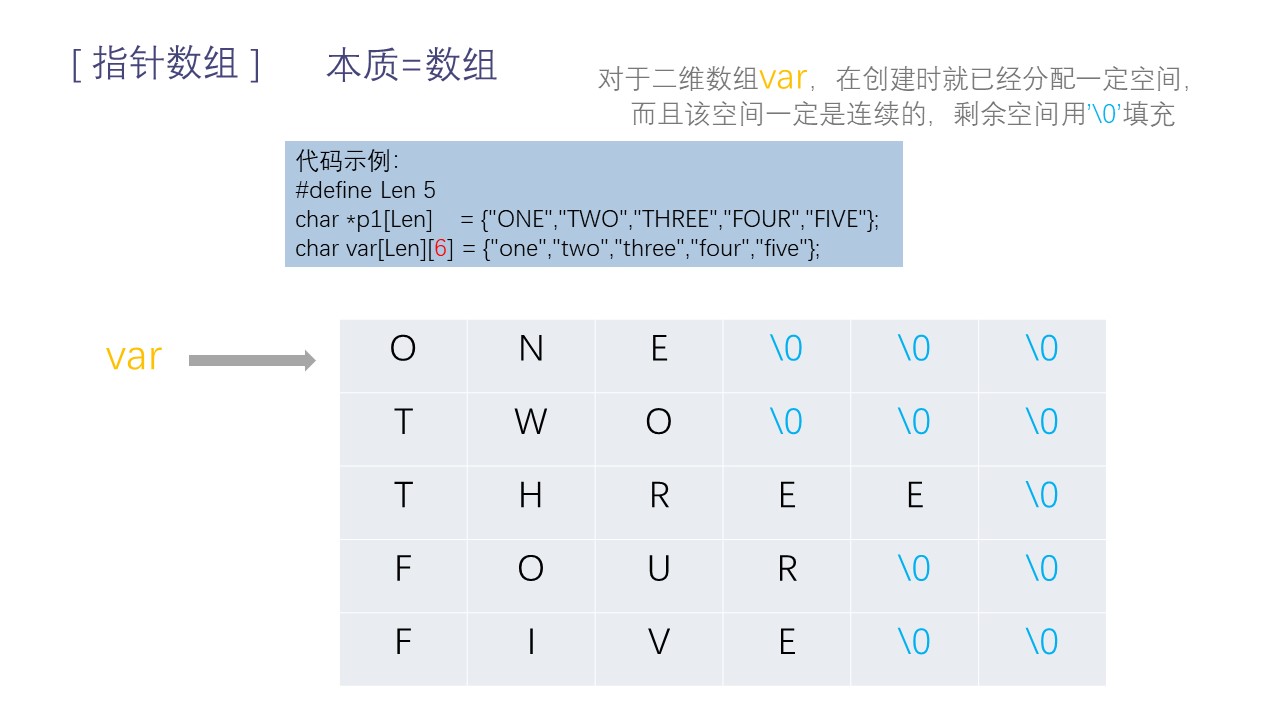 [ 指针数组 ] 本质=数组
对于二维数组var，在创建时就已经分配一定空间，
而且该空间一定是连续的，剩余空间用'\0'填充
代码示例：
#define Len 5
char *p1[Len] = {"ONE","TWO","THREE","FOUR","FIVE"};
char var[Len][6] = {"one","two","three","four","five"};
var
O N E \0 \0 \0
T W O \0 \0 \0
T H R E E \0
F O U R \0 \0
F I V E \0 \0